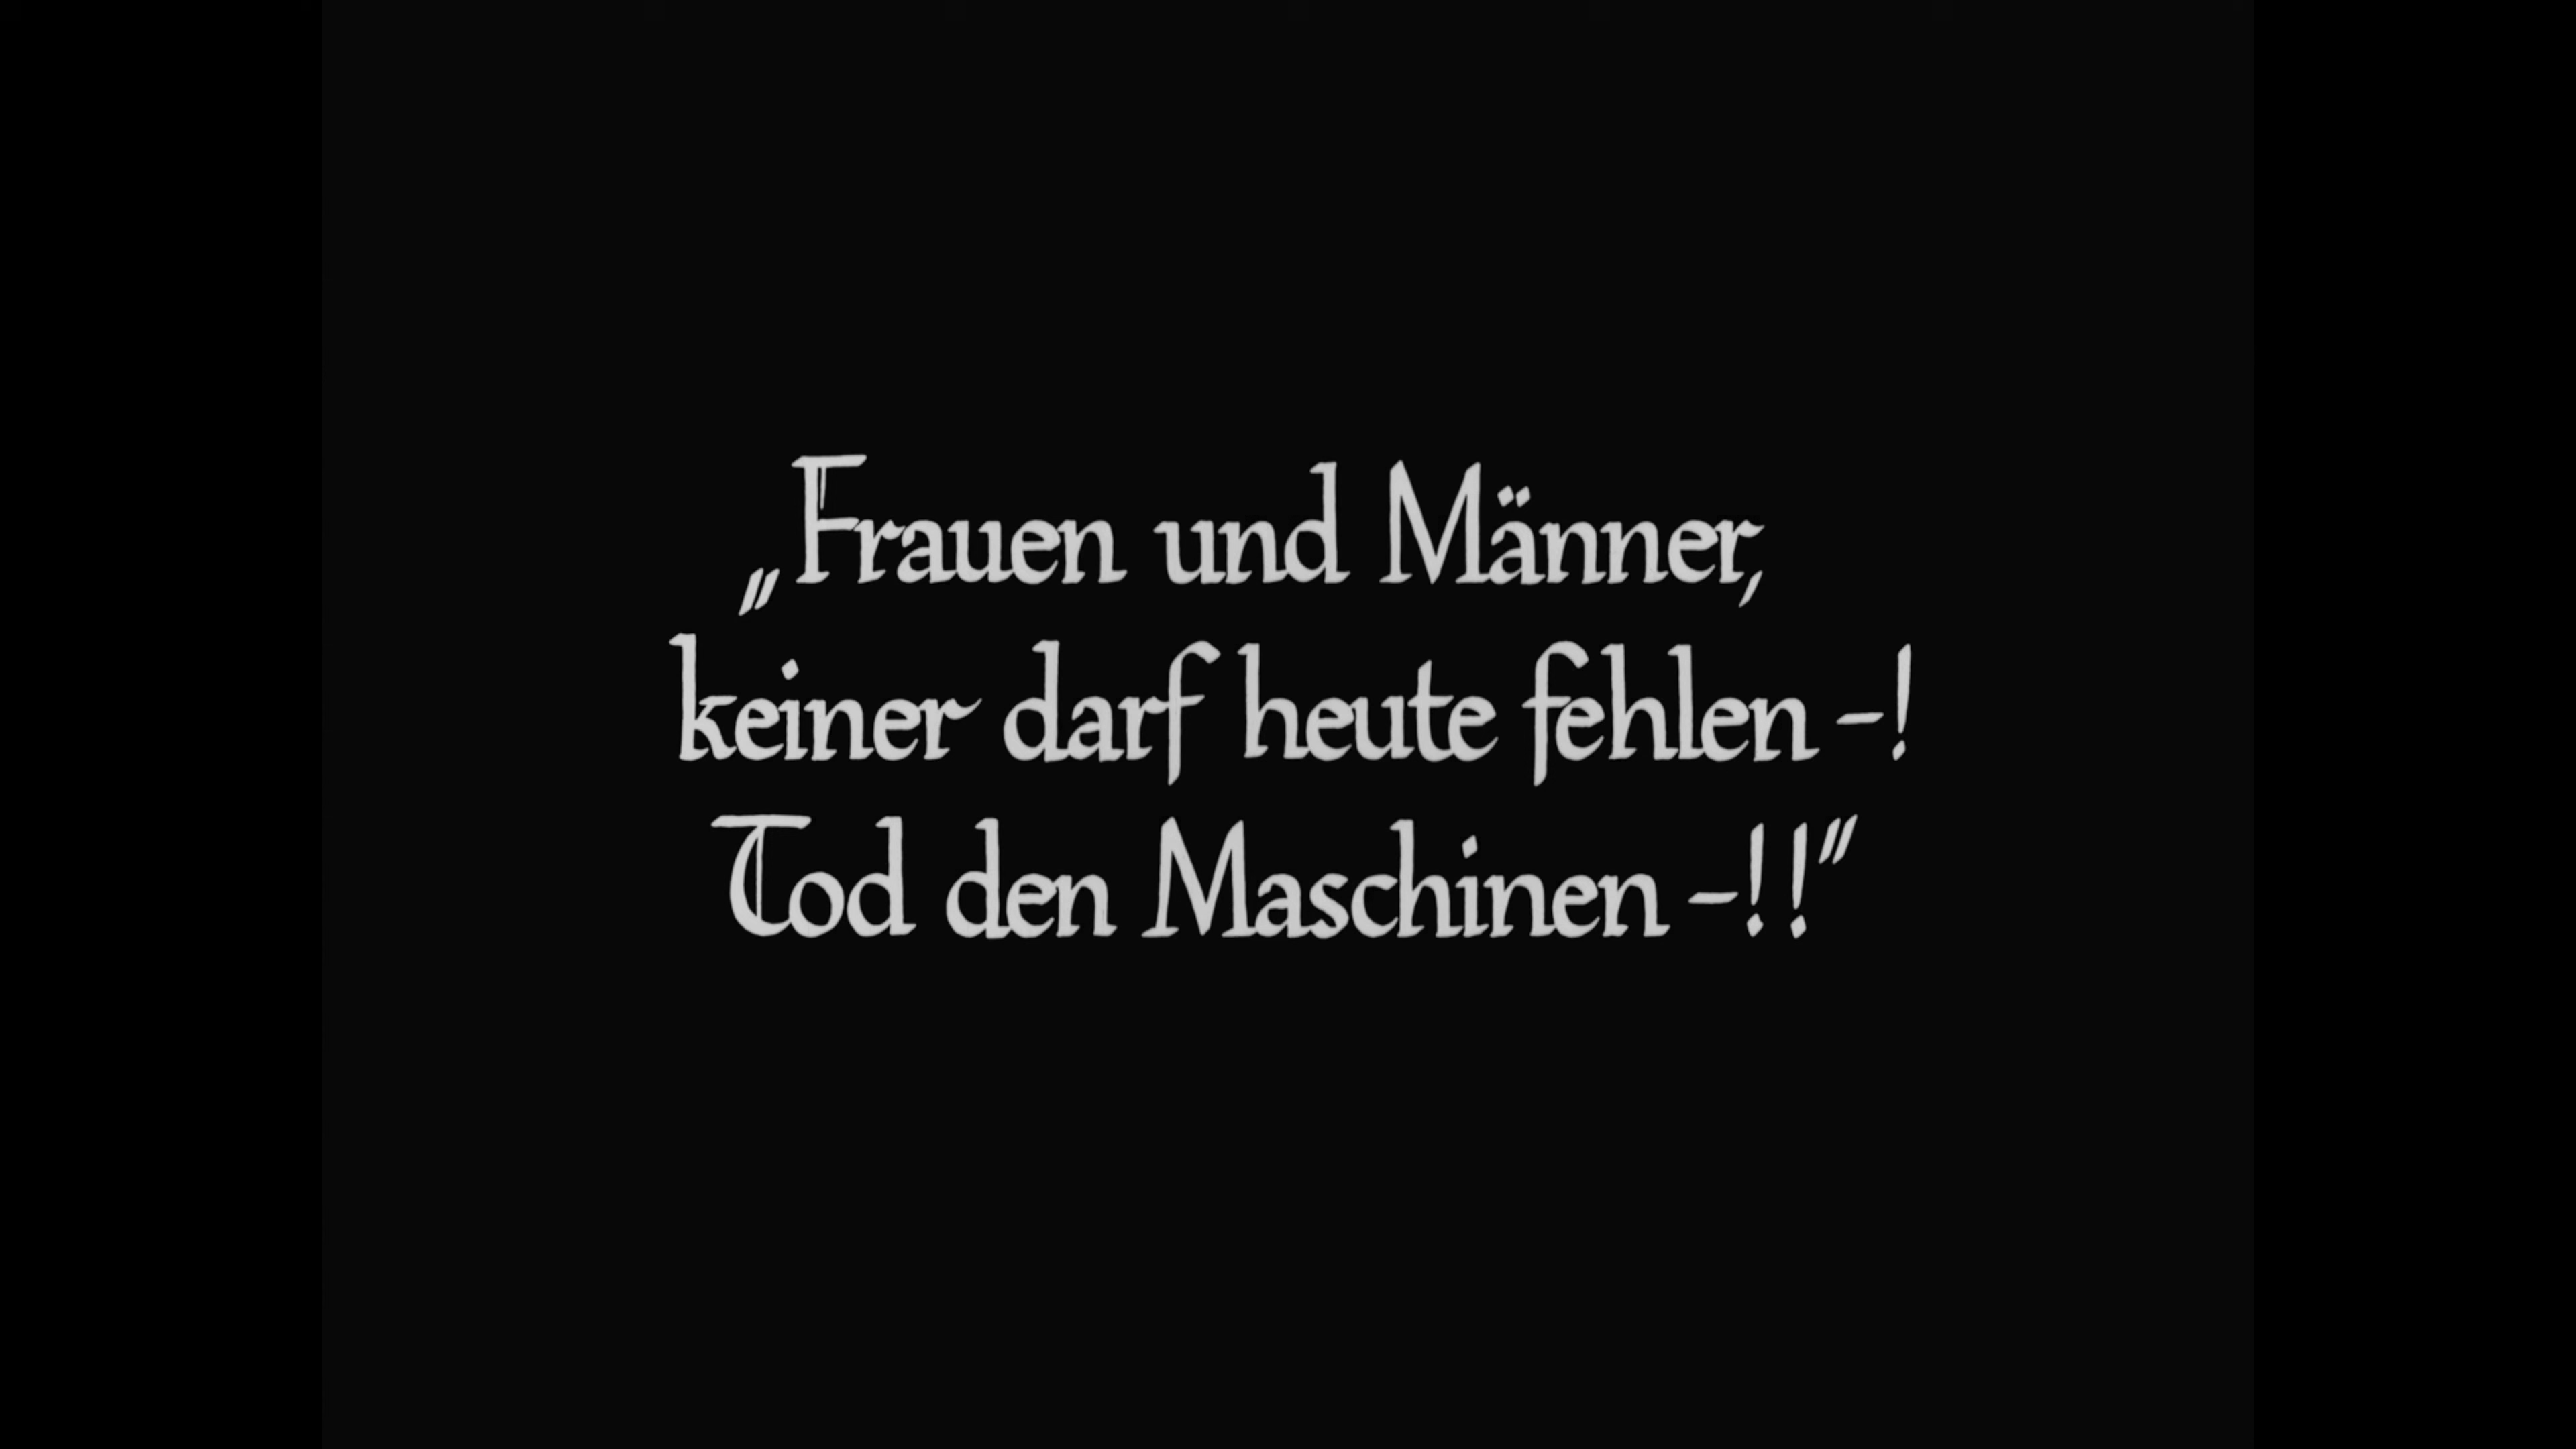 „Frauen und Männer,
keiner darf heute fehlen -!
Tod den Maschinen -!!"